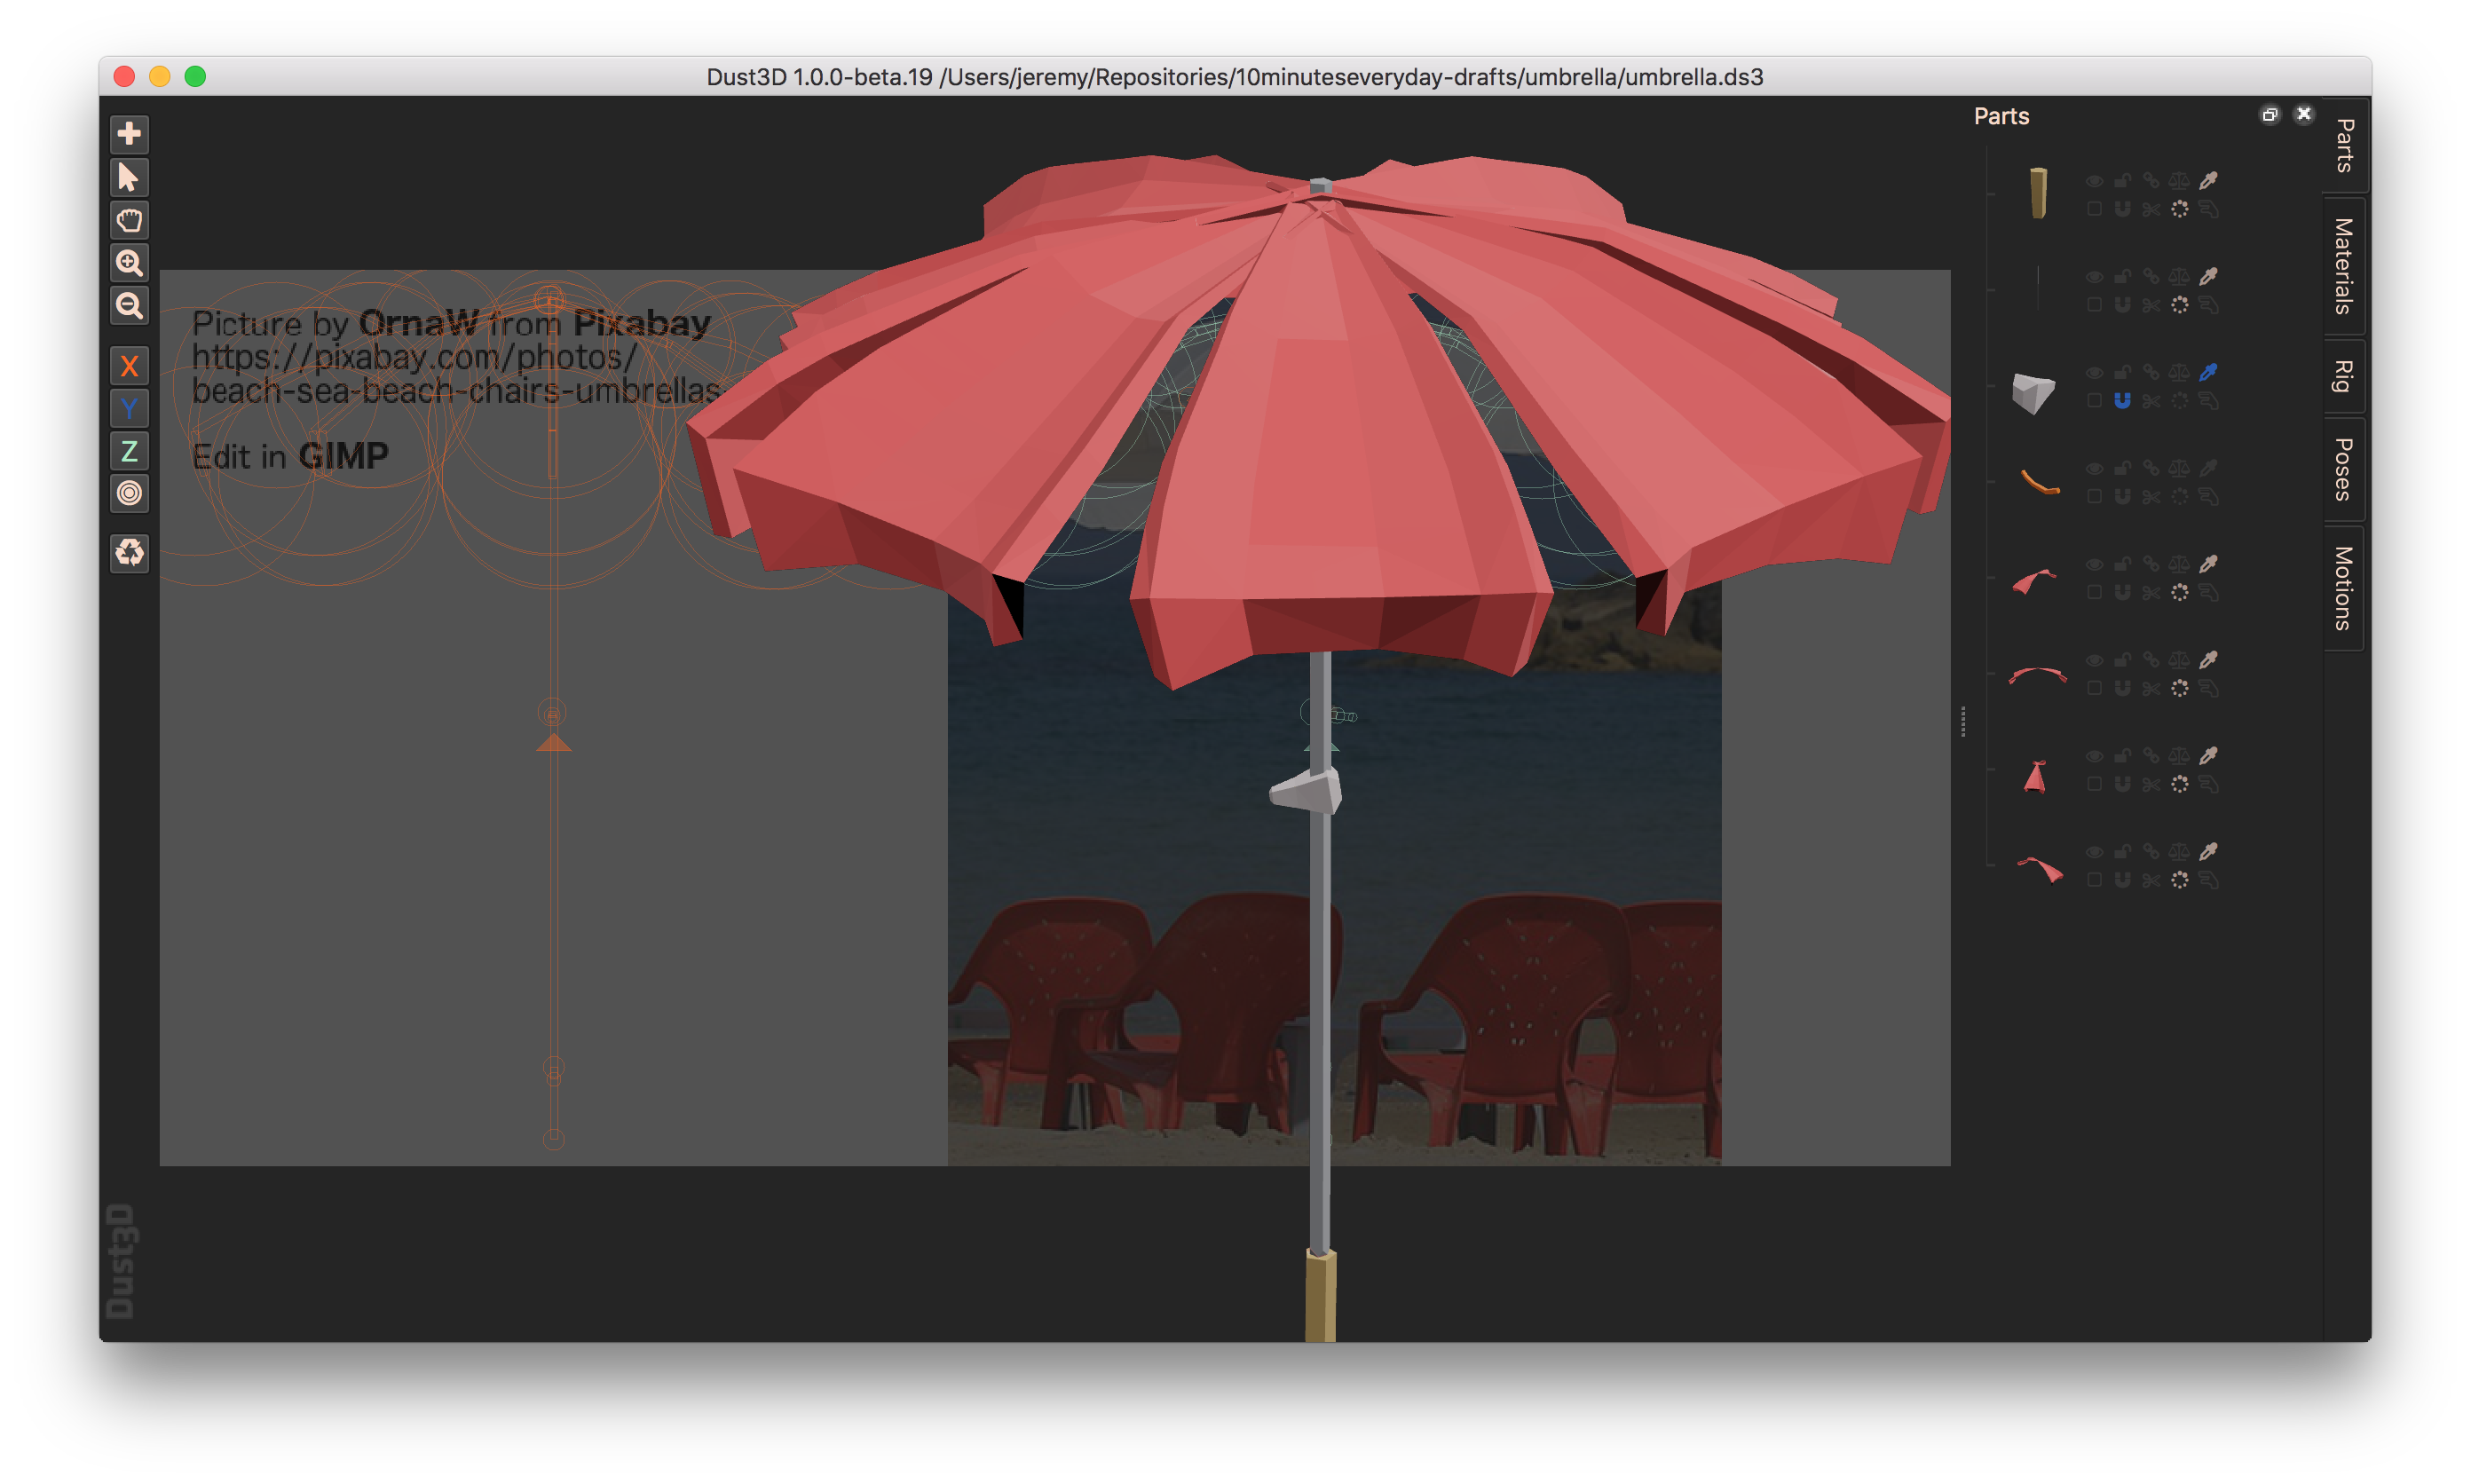 Dust3D 1.0.0-beta.19 /Users/jeremy/Repositories/10minuteseveryday-drafts/umbrella/umbrella.ds3
X
Y
Z
Dust3D
Picture by OrnaW from Pixabay
https://pixabay.com/photos/
beach-sea-beach-chairs-umbrellas-
Edit in GIMP
Parts
Parts
Materials
Rig
Poses
Motions